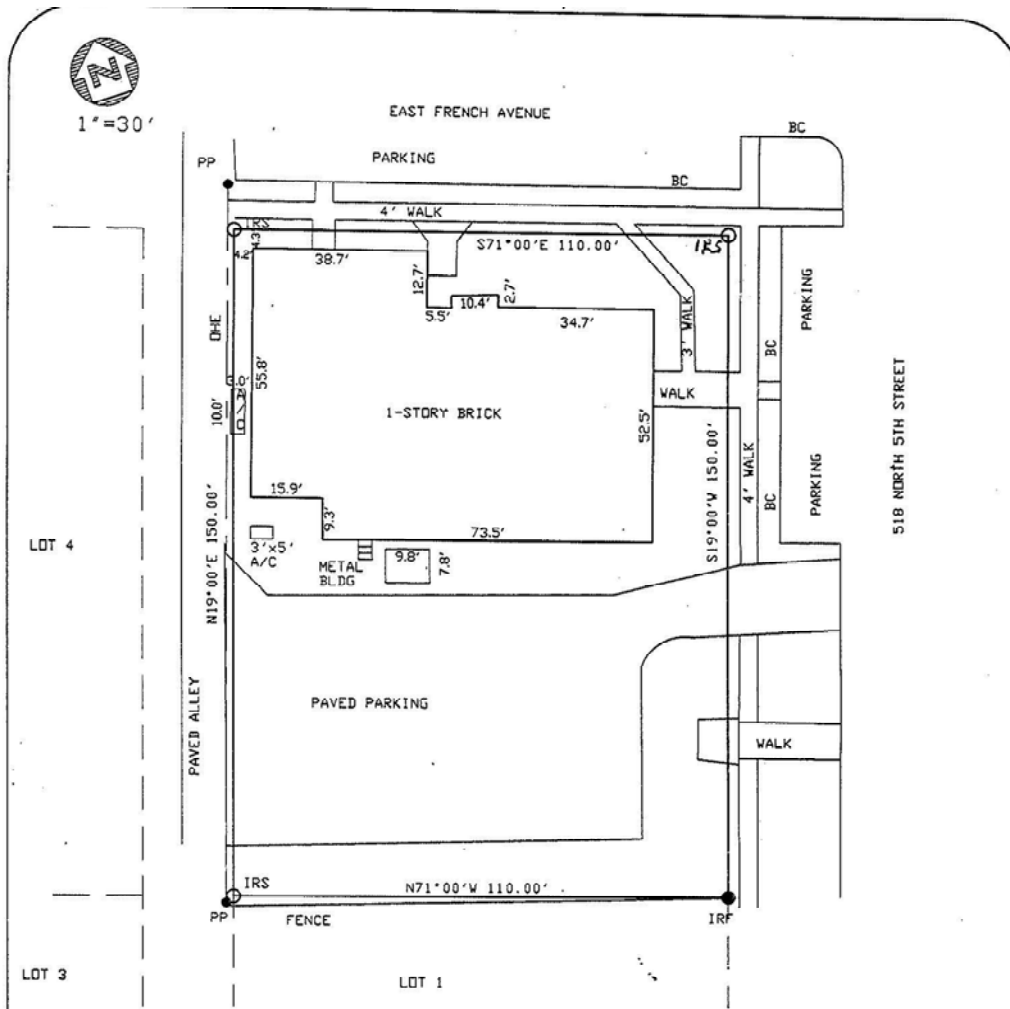 N
1"=30'
EAST FRENCH AVENUE
BC
PP
PARKING
BC
4' WALK
IRS
S71°00'E 110.00'
IRS
4.3'
4.2'
38.7'
12.7'
10.4'
2.7'
5.5'
34.7'
3' WALK
PARKING
BC
OHE
55.8'
10.0'
1-STORY BRICK
WALK
52.5'
518 NORTH 5TH STREET
S19°00'W 150.00'
4' WALK
BC
PARKING
15.9'
9.3'
73.5'
N19°00'E 150.00'
LOT 4
3'x5'
A/C
METAL
BLDG
9.8'
7.8'
PAVED ALLEY
PAVED PARKING
WALK
IRS
N71°00'W 110.00'
PP
FENCE
IRF
LOT 3
LOT 1